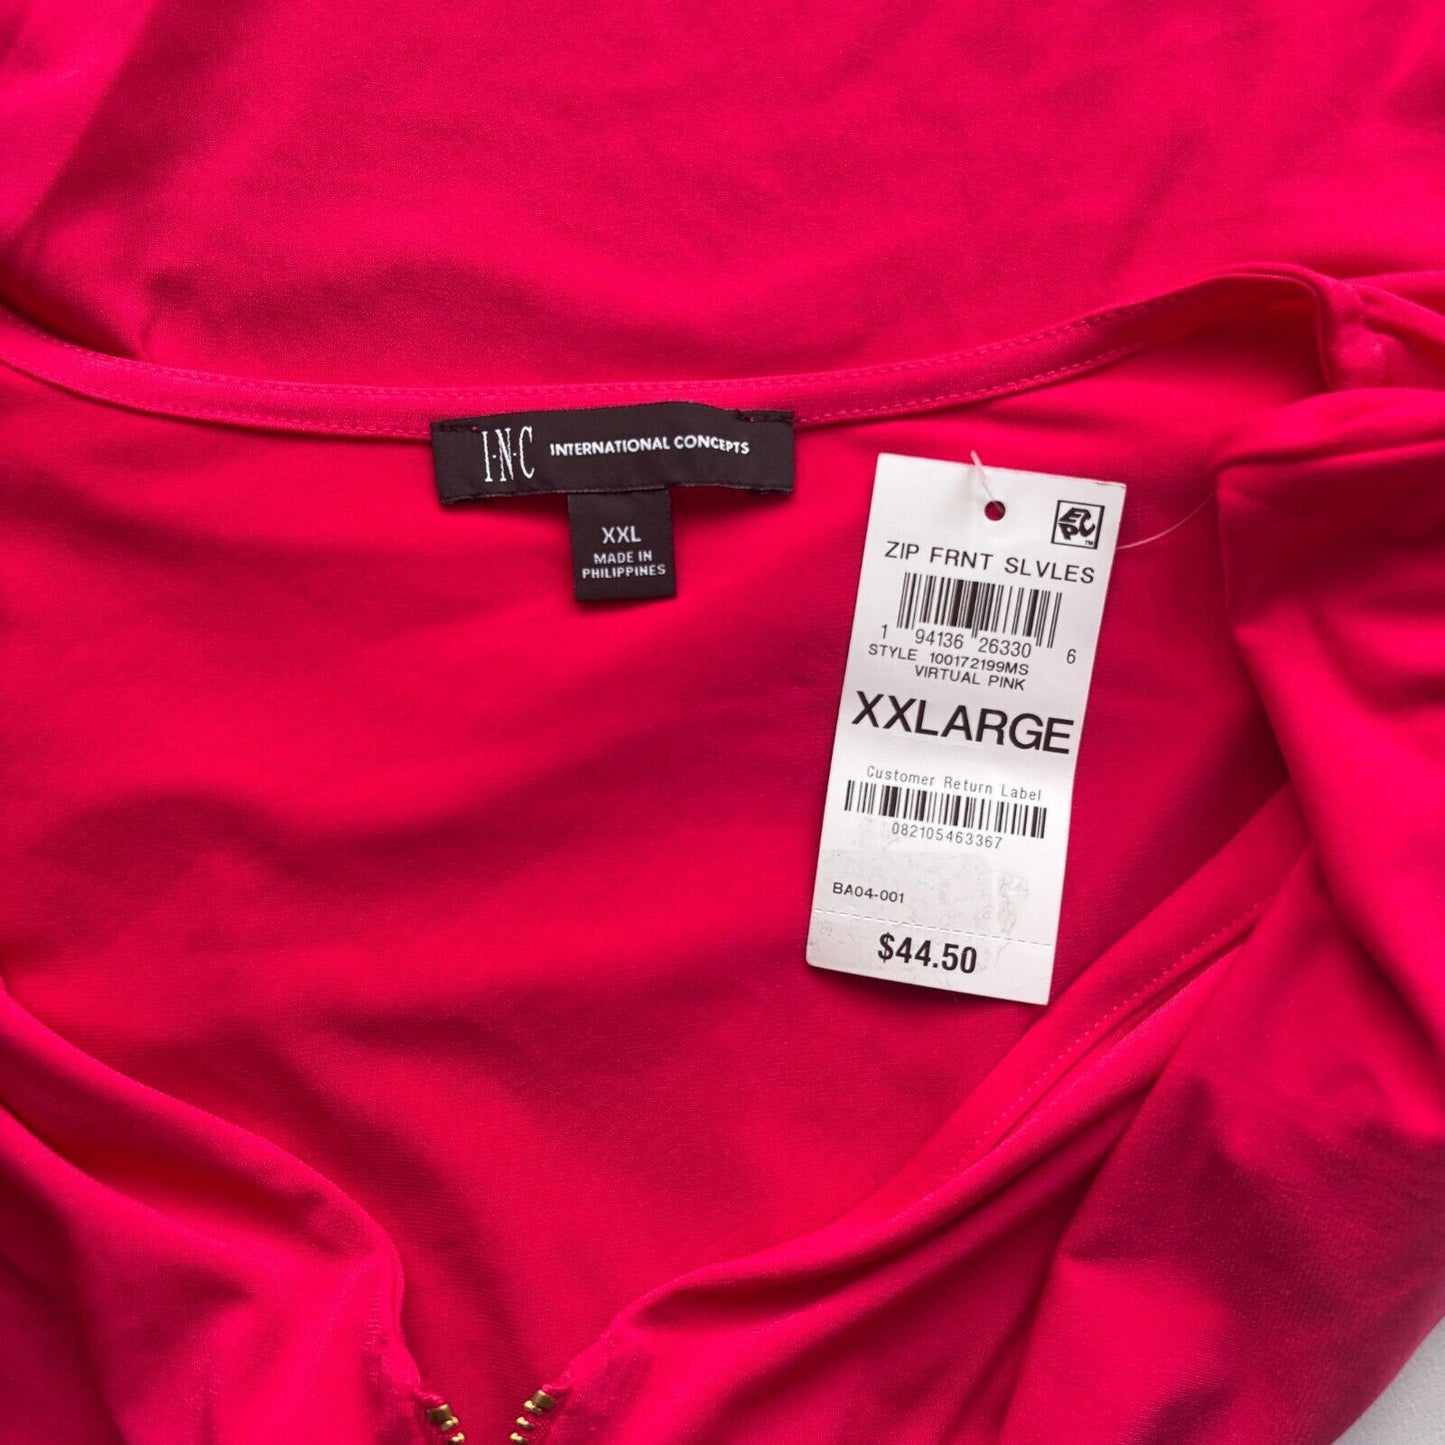 I·N·C INTERNATIONAL CONCEPTS
XXL
MADE IN
PHILIPPINES
EPC™
ZIP FRNT SLVLES
1 94136 26330 6
STYLE 100172199MS
VIRTUAL PINK
XXLARGE
Customer Return Label
082105463367
BA04-001
$44.50